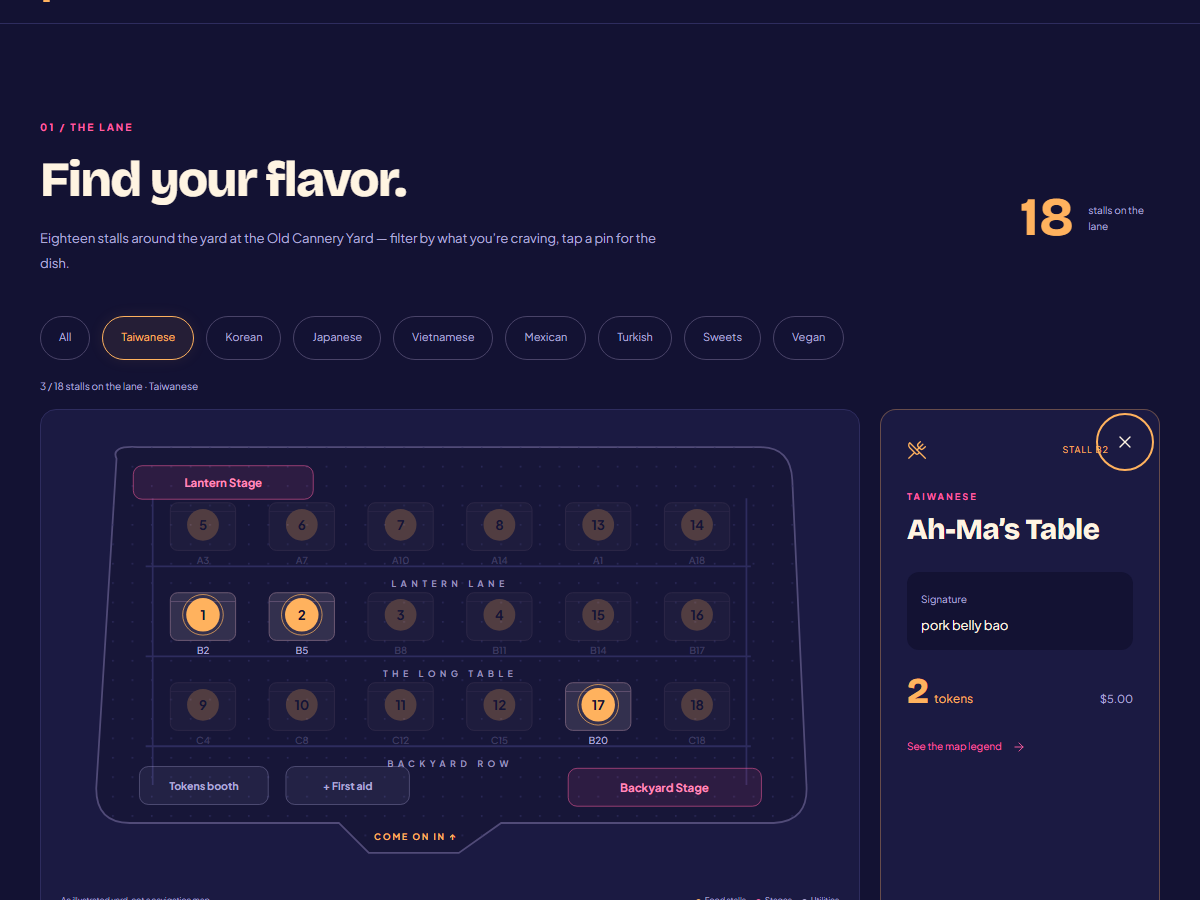 01 / THE LANE
Find your flavor.
Eighteen stalls around the yard at the Old Cannery Yard — filter by what you're craving, tap a pin for the
dish.
18
stalls on the
lane
All
Taiwanese
Korean
Japanese
Vietnamese
Mexican
Turkish
Sweets
Vegan
3 / 18 stalls on the lane · Taiwanese
Lantern Stage
5
6
7
8
13
14
A3
A7
A10
A14
A1
A18
LANTERN LANE
1
2
3
4
15
16
B2
B5
B8
B11
B14
B17
THE LONG TABLE
9
10
11
12
17
18
C4
C8
C12
C15
B20
C18
BACKYARD ROW
Tokens booth
+ First aid
Backyard Stage
COME ON IN ↑
STALL B2
TAIWANESE
Ah-Ma's Table
Signature
pork belly bao
2 tokens
$5.00
See the map legend →